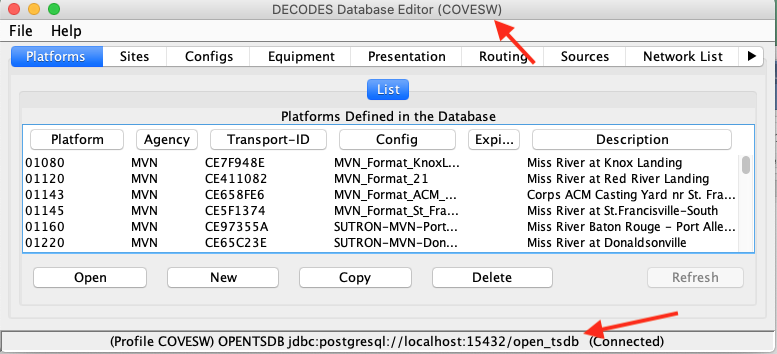 DECODES Database Editor (COVESW)
File Help
Platforms Sites Configs Equipment Presentation Routing Sources Network List
List
Platforms Defined in the Database
Platform Agency Transport-ID Config Expi... Description
01080 MVN CE7F948E MVN_Format_KnoxL... Miss River at Knox Landing
01120 MVN CE411082 MVN_Format_21 Miss River at Red River Landing
01143 MVN CE658FE6 MVN_Format_ACM_... Corps ACM Casting Yard nr St. Fra...
01145 MVN CE5F1374 MVN_Format_St_Fra... Miss River at St.Francisville-South
01160 MVN CE97355A SUTRON-MVN-Port... Miss River Baton Rouge - Port Alle...
01220 MVN CE65C23E SUTRON-MVN-Don... Miss River at Donaldsonville
Open New Copy Delete Refresh
(Profile COVESW) OPENTSDB jdbc:postgresql://localhost:15432/open_tsdb (Connected)